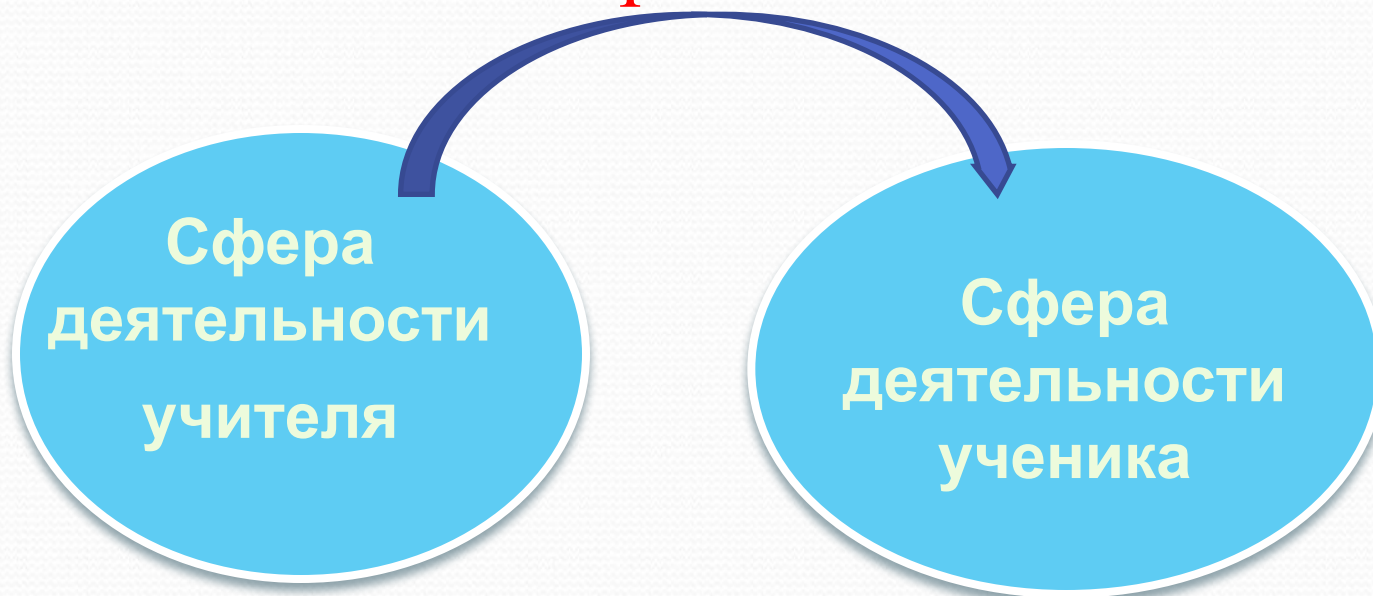 Сфера
деятельности
учителя
Сфера
деятельности
ученика